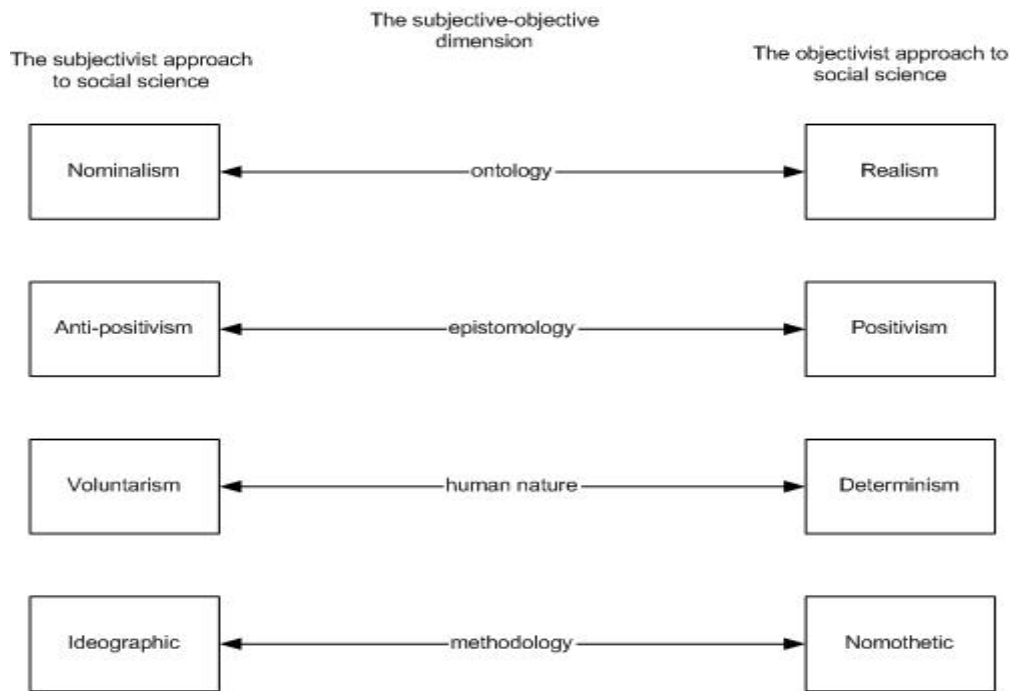 The subjective-objective
dimension
The subjectivist approach
to social science
The objectivist approach to
social science
Nominalism
ontology
Realism
Anti-positivism
epistomology
Positivism
Voluntarism
human nature
Determinism
Ideographic
methodology
Nomothetic